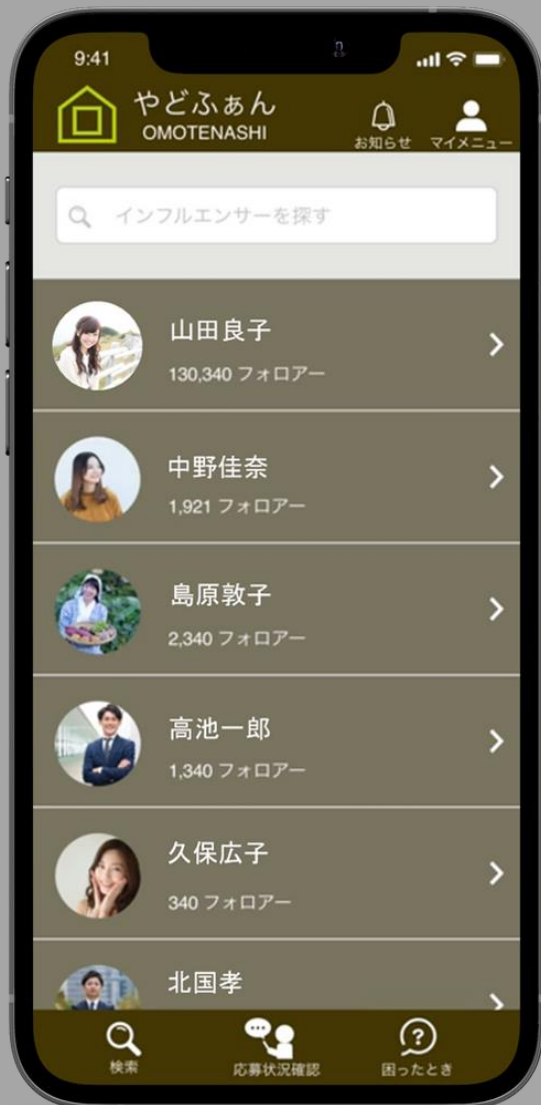 9:41
やどふぁん
OMOTENASHI
お知らせ
マイメニュー
インフルエンサーを探す
山田良子
130,340 フォロアー
中野佳奈
1,921 フォロアー
島原敦子
2,340 フォロアー
高池一郎
1,340 フォロアー
久保広子
340 フォロアー
北国孝
検索
応募状況確認
困ったとき